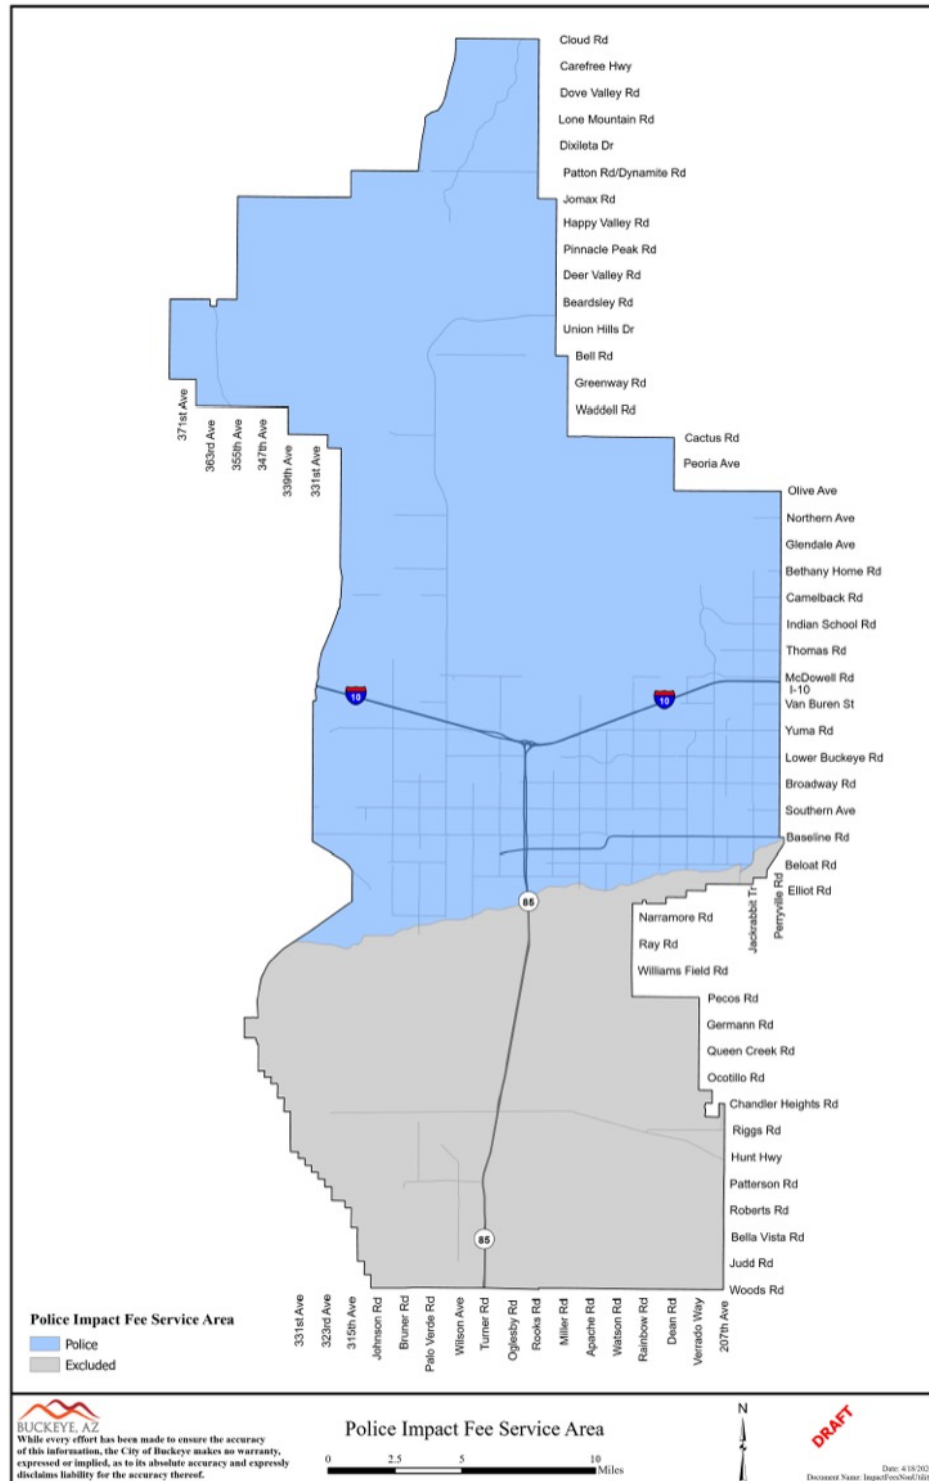 Cloud Rd
Carefree Hwy
Dove Valley Rd
Lone Mountain Rd
Dixileta Dr
Patton Rd/Dynamite Rd
Jomax Rd
Happy Valley Rd
Pinnacle Peak Rd
Deer Valley Rd
Beardsley Rd
Union Hills Dr
Bell Rd
Greenway Rd
Waddell Rd
371st Ave
363rd Ave
355th Ave
347th Ave
339th Ave
331st Ave
Cactus Rd
Peoria Ave
Olive Ave
Northern Ave
Glendale Ave
Bethany Home Rd
Camelback Rd
Indian School Rd
Thomas Rd
McDowell Rd
I-10
10
10
Van Buren St
Yuma Rd
Lower Buckeye Rd
Broadway Rd
Southern Ave
Baseline Rd
Beloat Rd
Elliot Rd
Jackrabbit Tr
Perryville Rd
85
Narramore Rd
Ray Rd
Williams Field Rd
Pecos Rd
Germann Rd
Queen Creek Rd
Ocotillo Rd
Chandler Heights Rd
Riggs Rd
Hunt Hwy
Patterson Rd
Roberts Rd
85
Bella Vista Rd
Judd Rd
Woods Rd
331st Ave
323rd Ave
315th Ave
Johnson Rd
Bruner Rd
Palo Verde Rd
Wilson Ave
Turner Rd
Oglesby Rd
Rooks Rd
Miller Rd
Apache Rd
Watson Rd
Rainbow Rd
Dean Rd
Verrado Way
207th Ave
Police Impact Fee Service Area
Police
Excluded
BUCKEYE, AZ
While every effort has been made to ensure the accuracy
of this information, the City of Buckeye makes no warranty,
expressed or implied, as to its absolute accuracy and expressly
disclaims liability for the accuracy thereof.
Police Impact Fee Service Area
0 2.5 5 10
Miles
N
DRAFT
Date: 4/18/202
Document Name: ImpactFeesNonUtilit